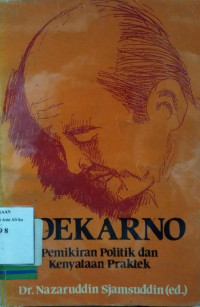 OEKARNO
Pemikiran Politik dan
Kenyataan Praktek
Dr. Nazaruddin Sjamsuddin (ed.)